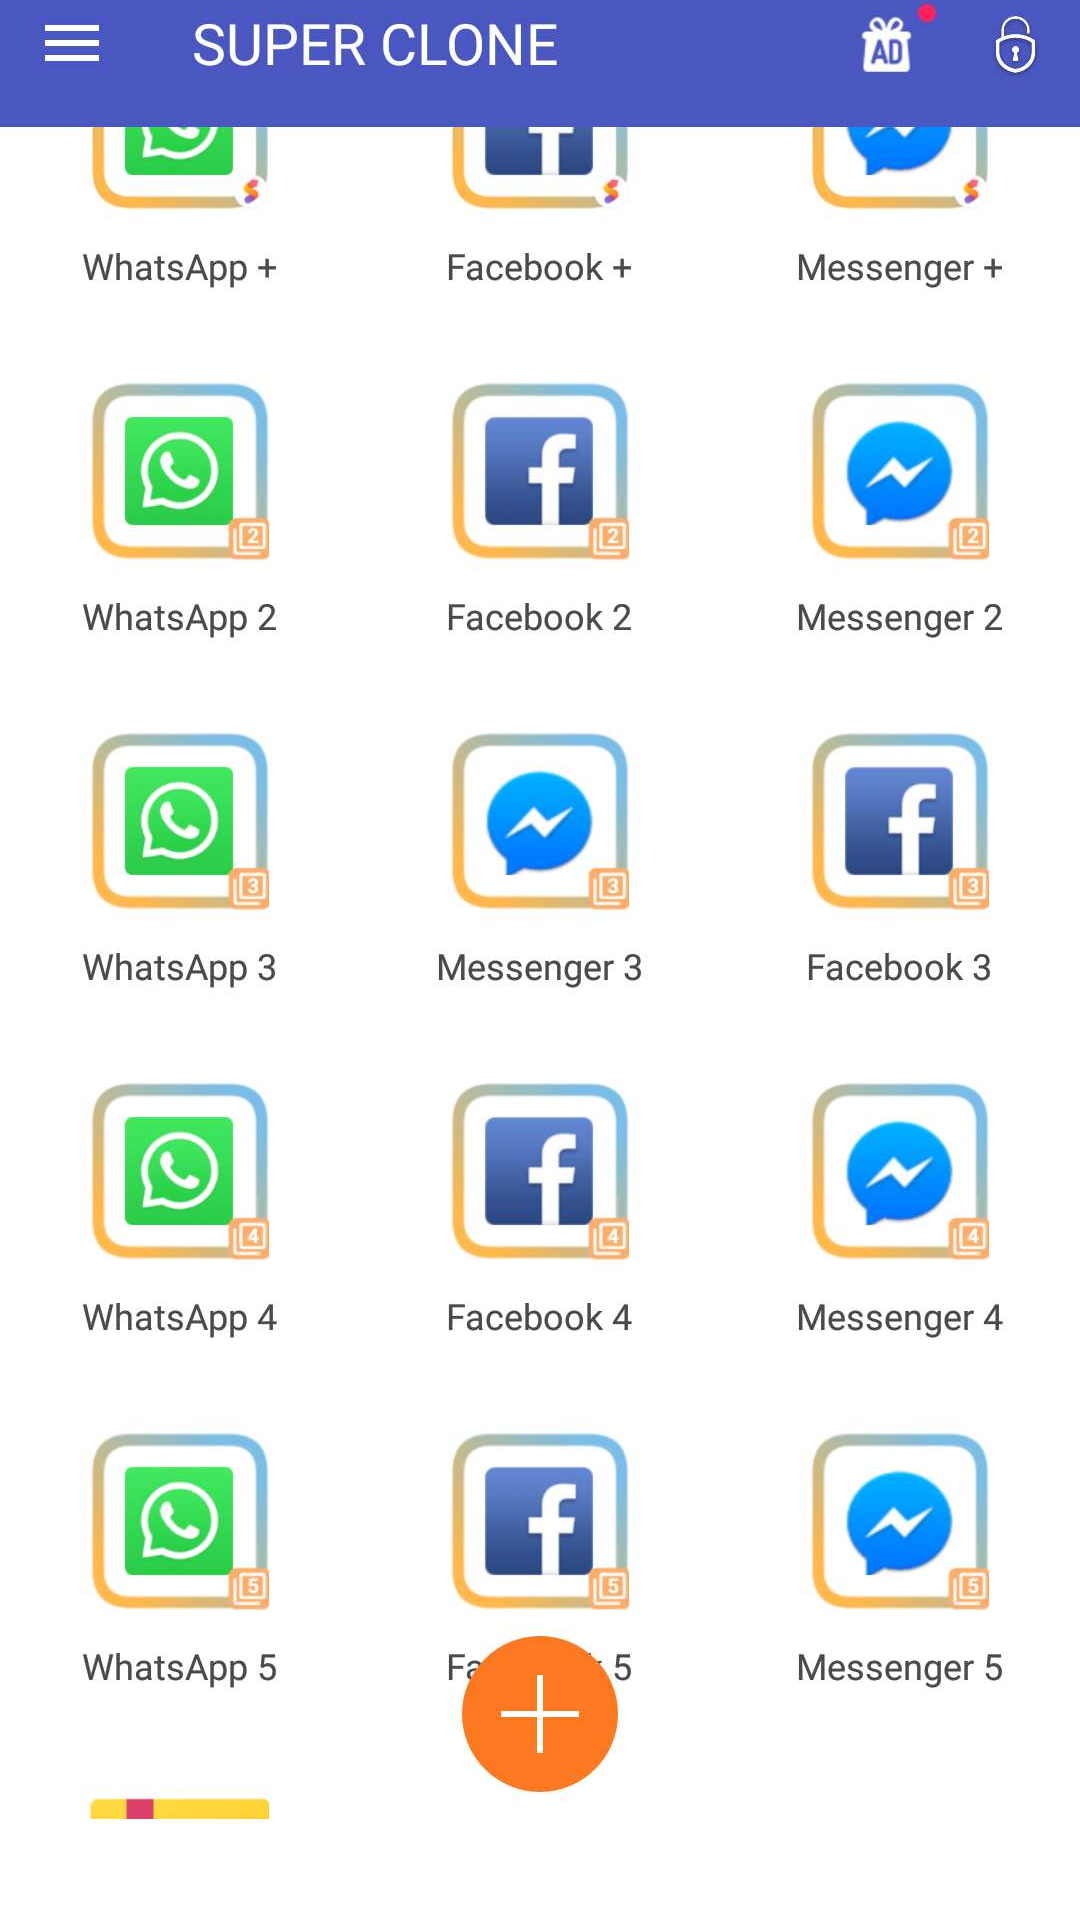 SUPER CLONE
AD
WhatsApp +
Facebook +
Messenger +
2
2
2
WhatsApp 2
Facebook 2
Messenger 2
3
3
3
WhatsApp 3
Messenger 3
Facebook 3
4
4
4
WhatsApp 4
Facebook 4
Messenger 4
5
5
5
WhatsApp 5
5
Messenger 5